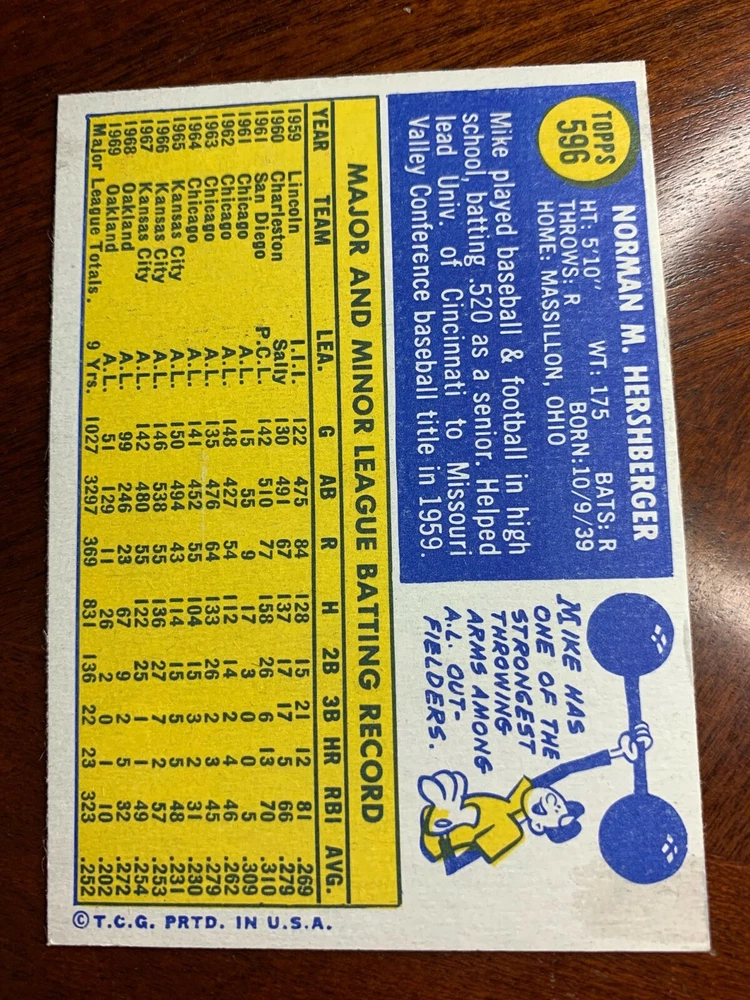 TOPPS
596
NORMAN M. HERSHBERGER
HT: 5'10" WT: 175 BATS: R
THROWS: R BORN: 10/9/39
HOME: MASSILLON, OHIO
Mike played baseball & football in high
school, batting .520 as a senior. Helped
lead Univ. of Cincinnati to Missouri
Valley Conference baseball title in 1959.
MIKE HAS
ONE OF THE
STRONGEST
THROWING
ARMS AMONG
A.L. OUT-
FIELDERS.
MAJOR AND MINOR LEAGUE BATTING RECORD
YEAR TEAM LEA. G AB R H 2B 3B HR RBI AVG.
1959 Lincoln I.I.I. 122 475 84 128 15 21 12 81 .269
1960 Charleston Sally 130 491 67 137 17 17 5 66 .279
1961 San Diego P.C.L. 142 510 77 158 26 6 13 70 .310
1961 Chicago A.L. 15 55 9 17 3 0 0 5 .309
1962 Chicago A.L. 148 427 54 112 14 2 4 46 .262
1963 Chicago A.L. 135 476 64 133 26 2 3 45 .279
1964 Chicago A.L. 141 452 55 104 15 3 2 31 .230
1965 Kansas City A.L. 150 494 43 114 15 5 5 48 .231
1966 Kansas City A.L. 146 538 55 136 27 7 2 57 .253
1967 Kansas City A.L. 142 480 55 122 25 1 1 49 .254
1968 Oakland A.L. 99 246 23 67 9 2 5 32 .272
1969 Oakland A.L. 51 129 11 26 2 0 1 10 .202
Major League Totals. 9 Yrs. 1027 3297 369 831 136 22 23 323 .252
©T.C.G. PRTD. IN U.S.A.